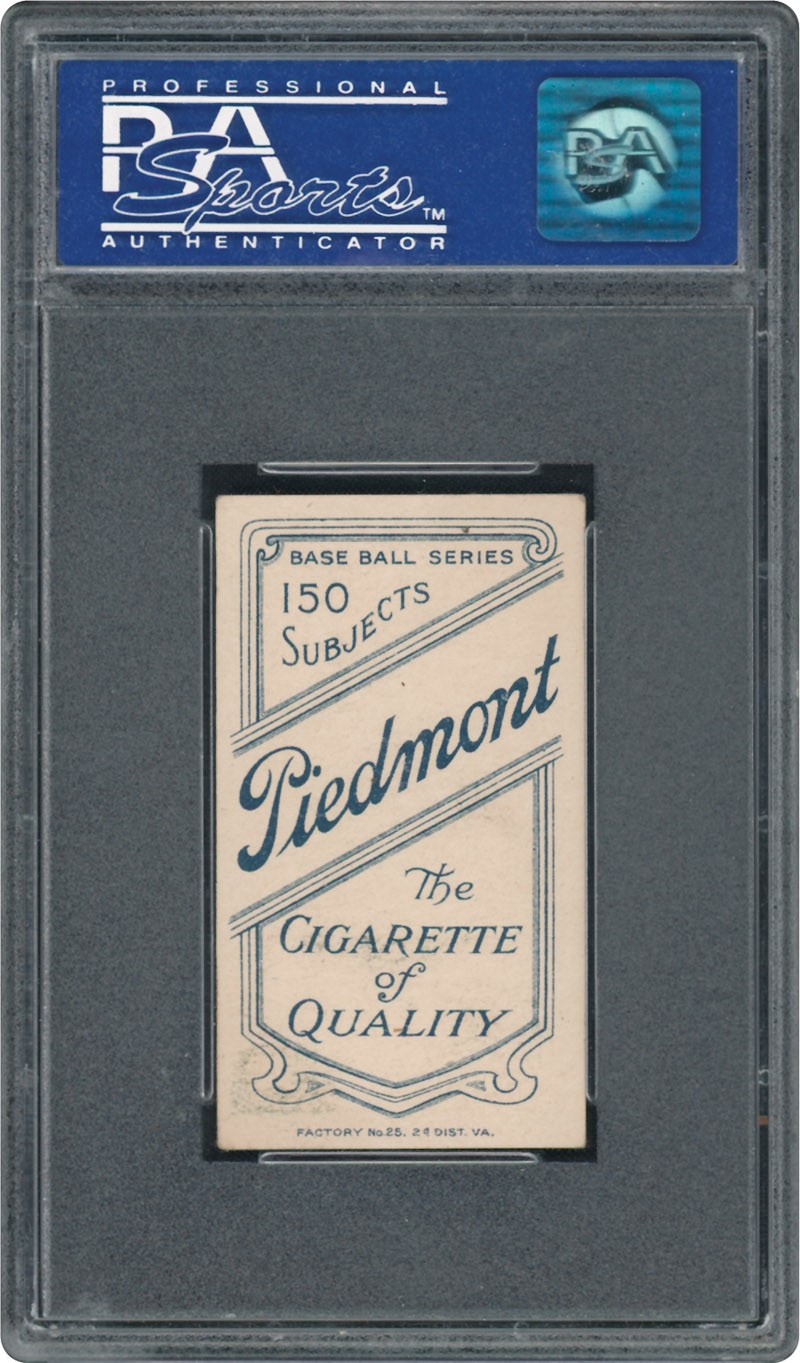 PROFESSIONAL
PSA
Sports™
AUTHENTICATOR
PSA
BASE BALL SERIES
150
SUBJECTS
Piedmont
The
CIGARETTE
of
QUALITY
FACTORY No. 25, 2d DIST. VA.